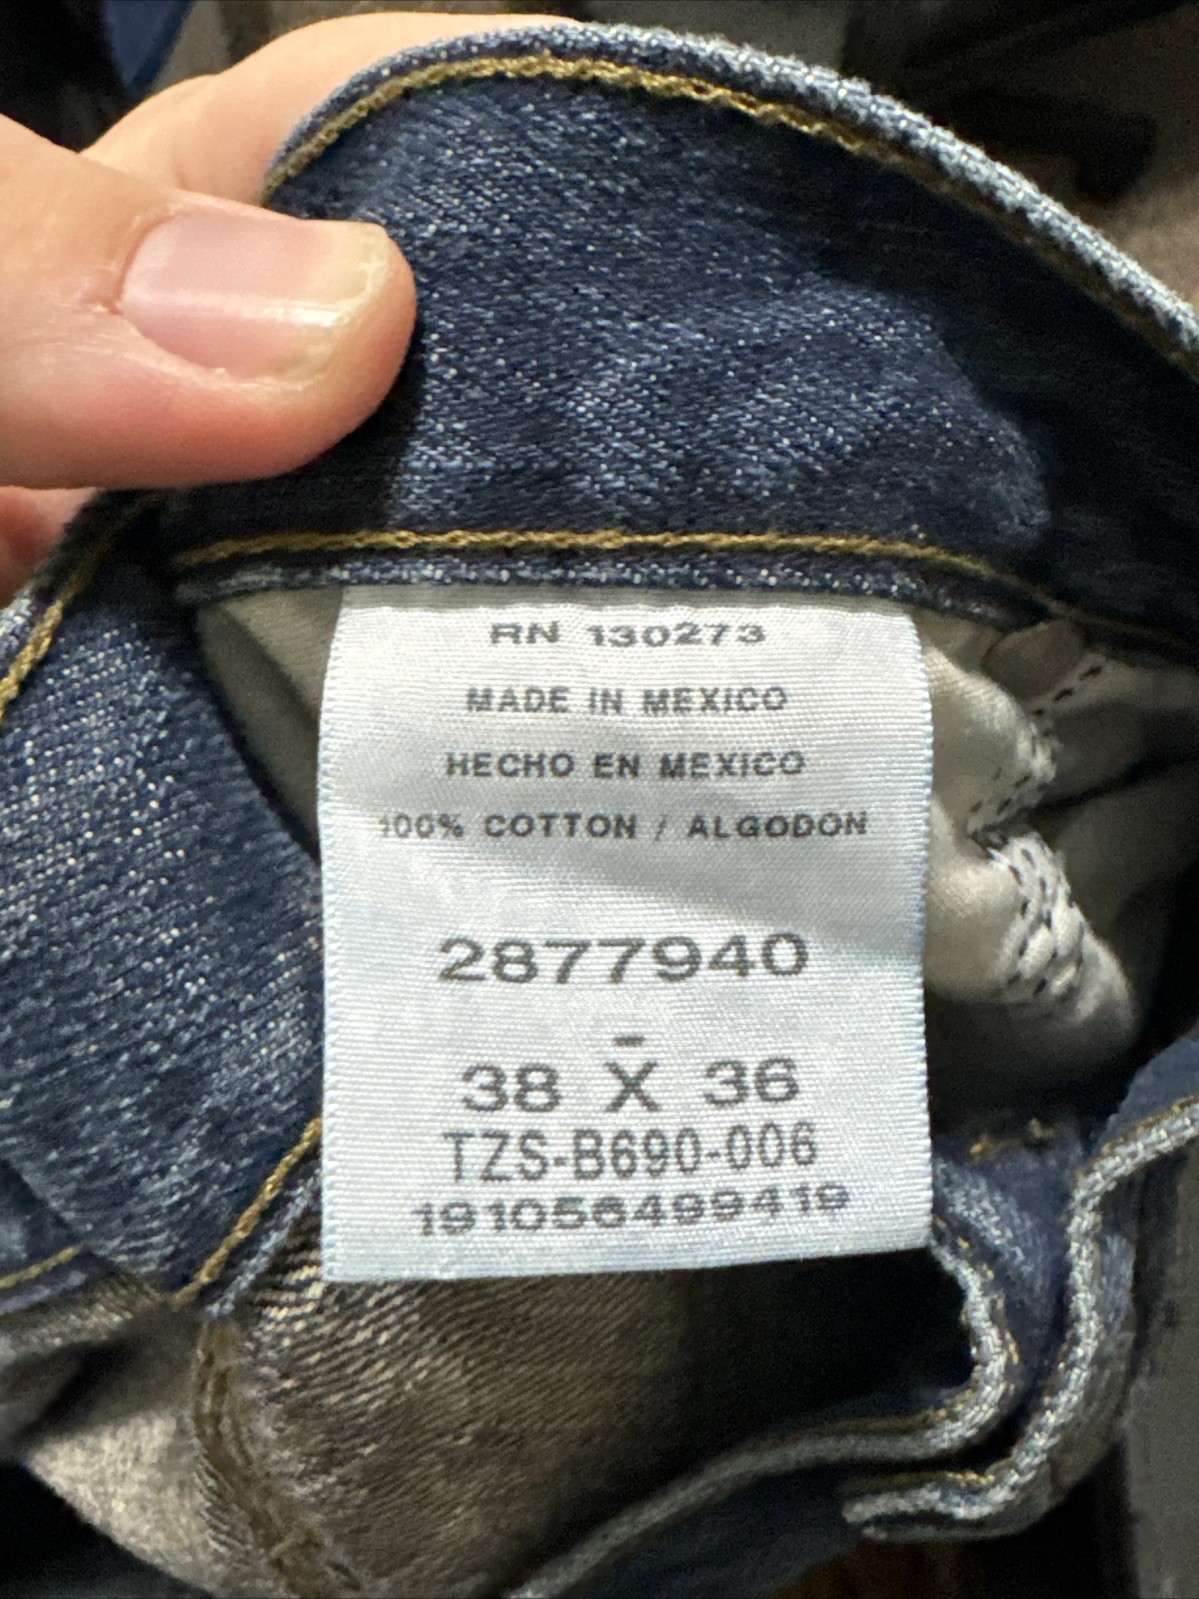 RN 130273
MADE IN MEXICO
HECHO EN MEXICO
100% COTTON / ALGODON
2877940
-
38 X 36
TZS-B690-006
191056499419